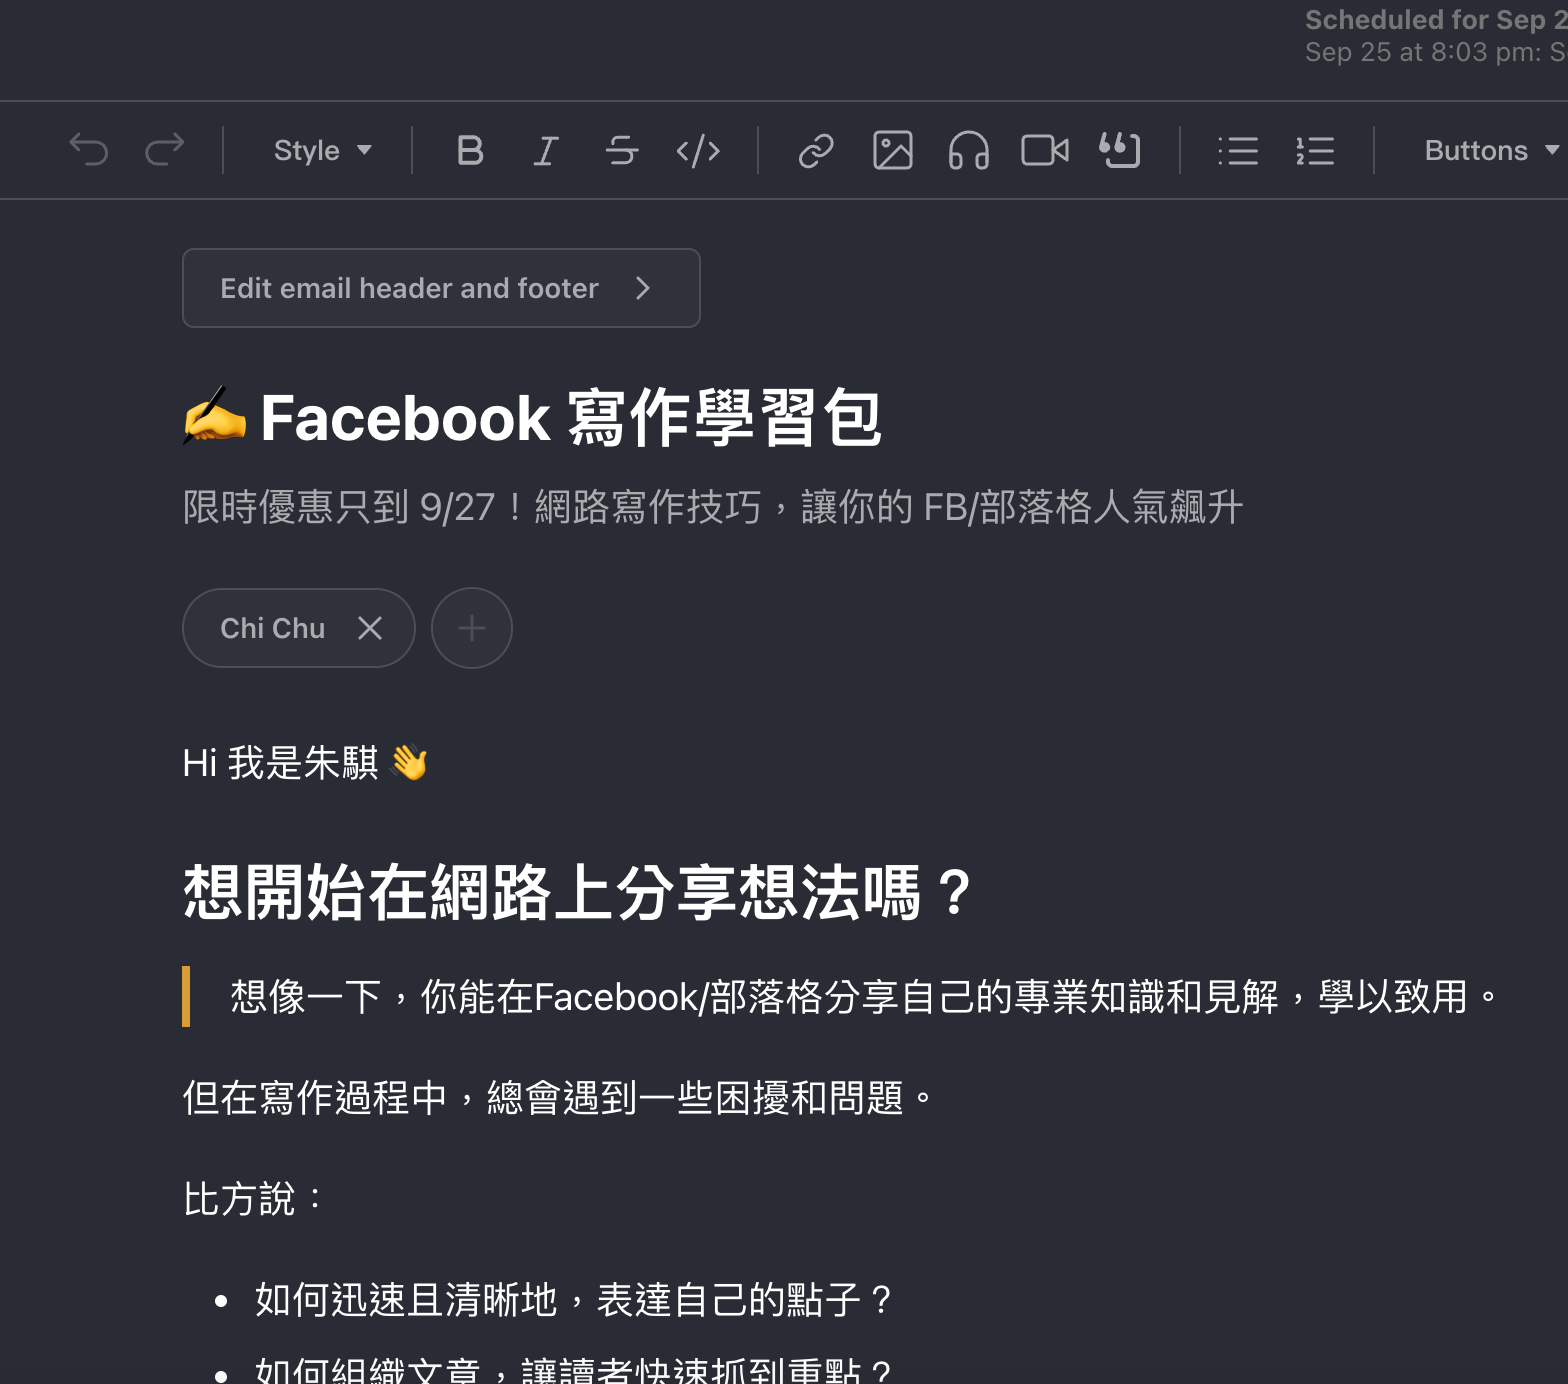 Scheduled for Sep 2
Sep 25 at 8:03 pm: S
Style
Buttons
Edit email header and footer
✍️ Facebook 寫作學習包
限時優惠只到 9/27！網路寫作技巧，讓你的 FB/部落格人氣飆升
Chi Chu
Hi 我是朱騏 👋
想開始在網路上分享想法嗎？
想像一下，你能在Facebook/部落格分享自己的專業知識和見解，學以致用。
但在寫作過程中，總會遇到一些困擾和問題。
比方說：
• 如何迅速且清晰地，表達自己的點子？
• 如何組織文章，讓讀者快速抓到重點？